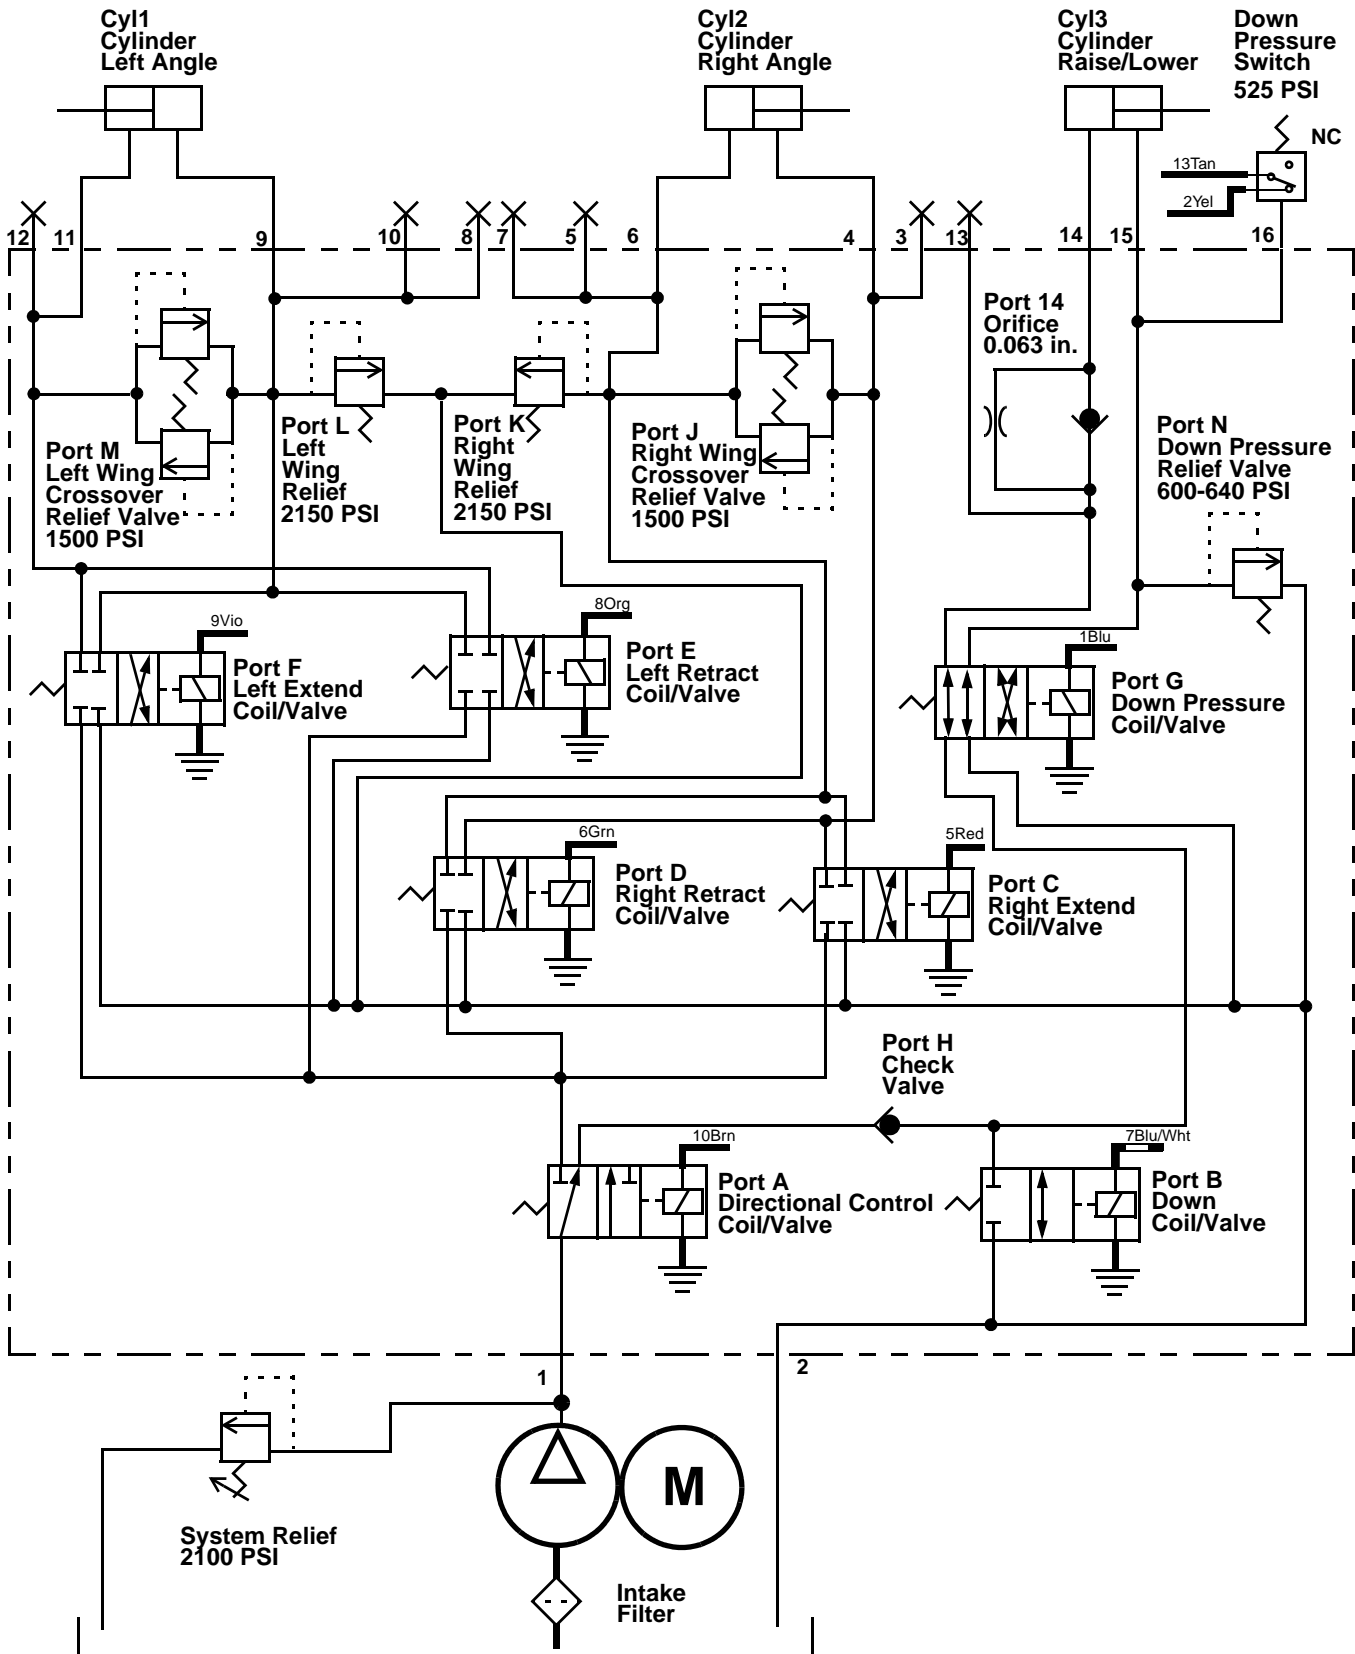 Cyl1
Cylinder
Left Angle
Cyl2
Cylinder
Right Angle
Cyl3
Cylinder
Raise/Lower
Down
Pressure
Switch
525 PSI
NC
13Tan
2Yel
12
11
9
10
8
7
5
6
4
3
13
14
15
16
Port 14
Orifice
0.063 in.
Port M
Left Wing
Crossover
Relief Valve
1500 PSI
Port L
Left
Wing
Relief
2150 PSI
Port K
Right
Wing
Relief
2150 PSI
Port J
Right Wing
Crossover
Relief Valve
1500 PSI
Port N
Down Pressure
Relief Valve
600-640 PSI
9Vio
Port F
Left Extend
Coil/Valve
8Org
Port E
Left Retract
Coil/Valve
1Blu
Port G
Down Pressure
Coil/Valve
6Grn
Port D
Right Retract
Coil/Valve
5Red
Port C
Right Extend
Coil/Valve
Port H
Check
Valve
10Brn
Port A
Directional Control
Coil/Valve
7Blu/Wht
Port B
Down
Coil/Valve
1
2
M
System Relief
2100 PSI
Intake
Filter